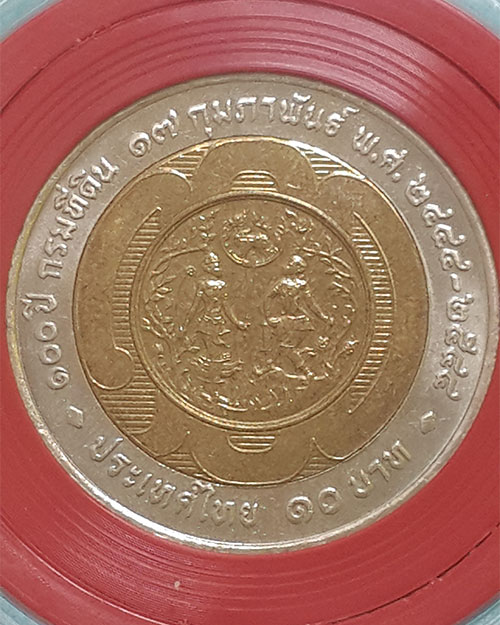 ๑๐๐ ปี กรมที่ดิน ๑๗ กุมภาพันธ์ พ.ศ. ๒๔๔๔-๒๕๔๔
ประเทศไทย ๑๐ บาท